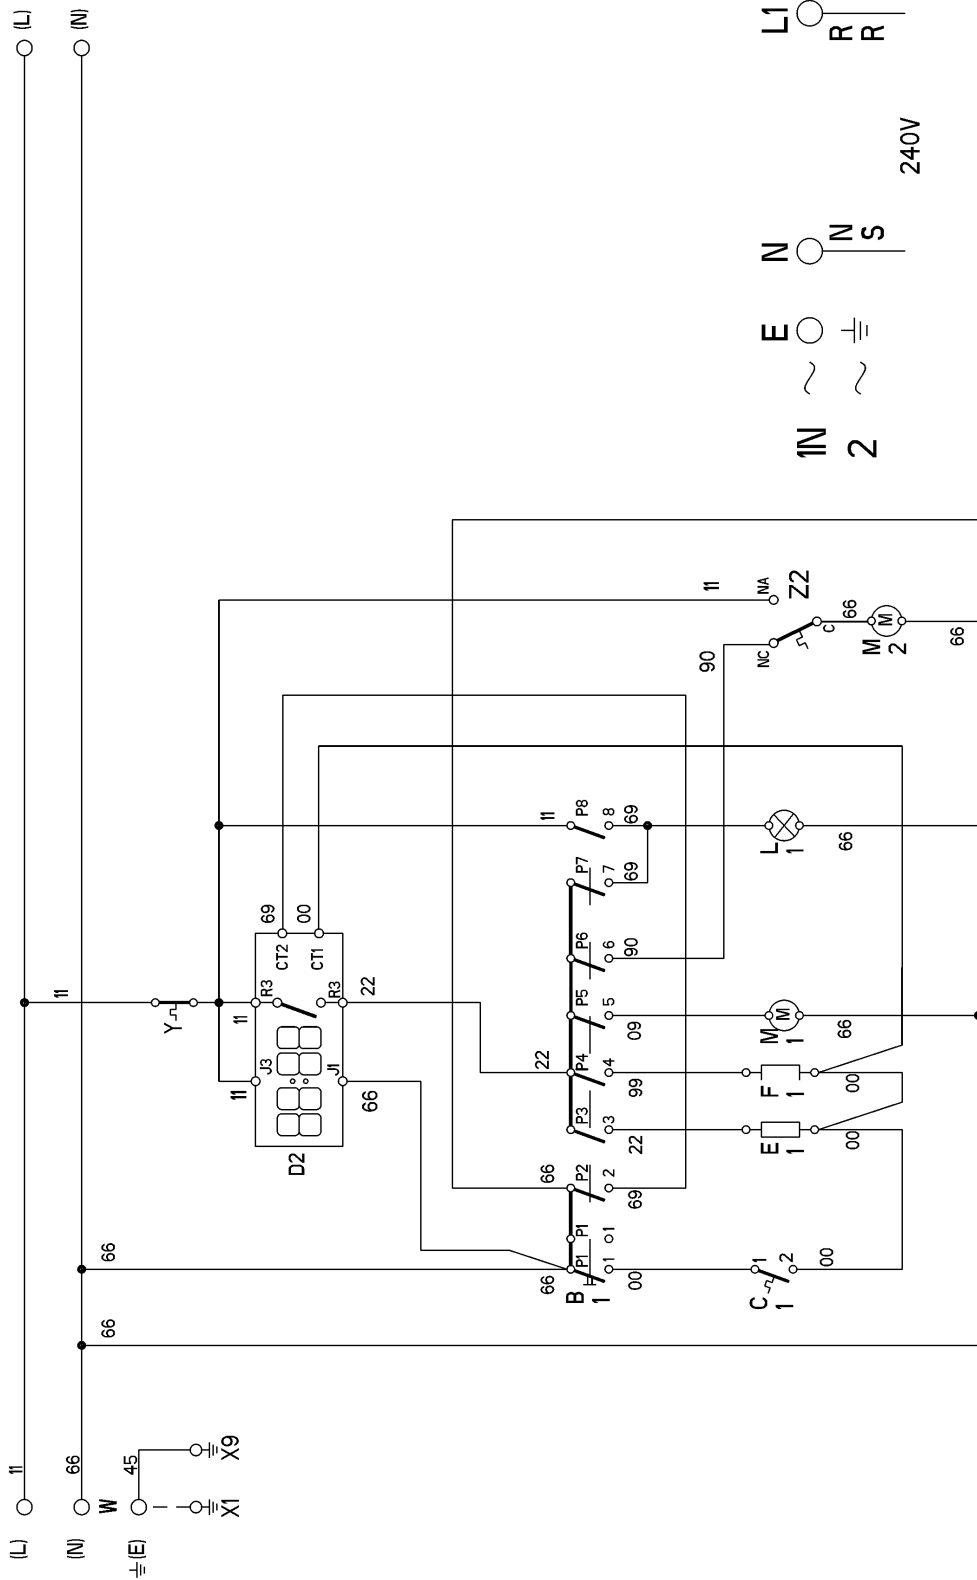 (L) 11 (L)
11
(N) 66 (N)
W 66 66
(E) 45
Y
X1 X9
11 11
J3 R3 69
CT2
D2 00
J1 R3 CT1
66 22
66 66 22 11
B P1 P1 P2 P3 P4 P5 P6 P7 P8
1 1 1 2 3 4 5 6 7 8
00 69 22 99 09 90 69 69
90 11
C 1 NC NA
1 2 E F M M L
1 1 1 1
Z2
C
00 00 00 66 66 66
M M
2
66
1N E N L1
2 N R
S R
240V